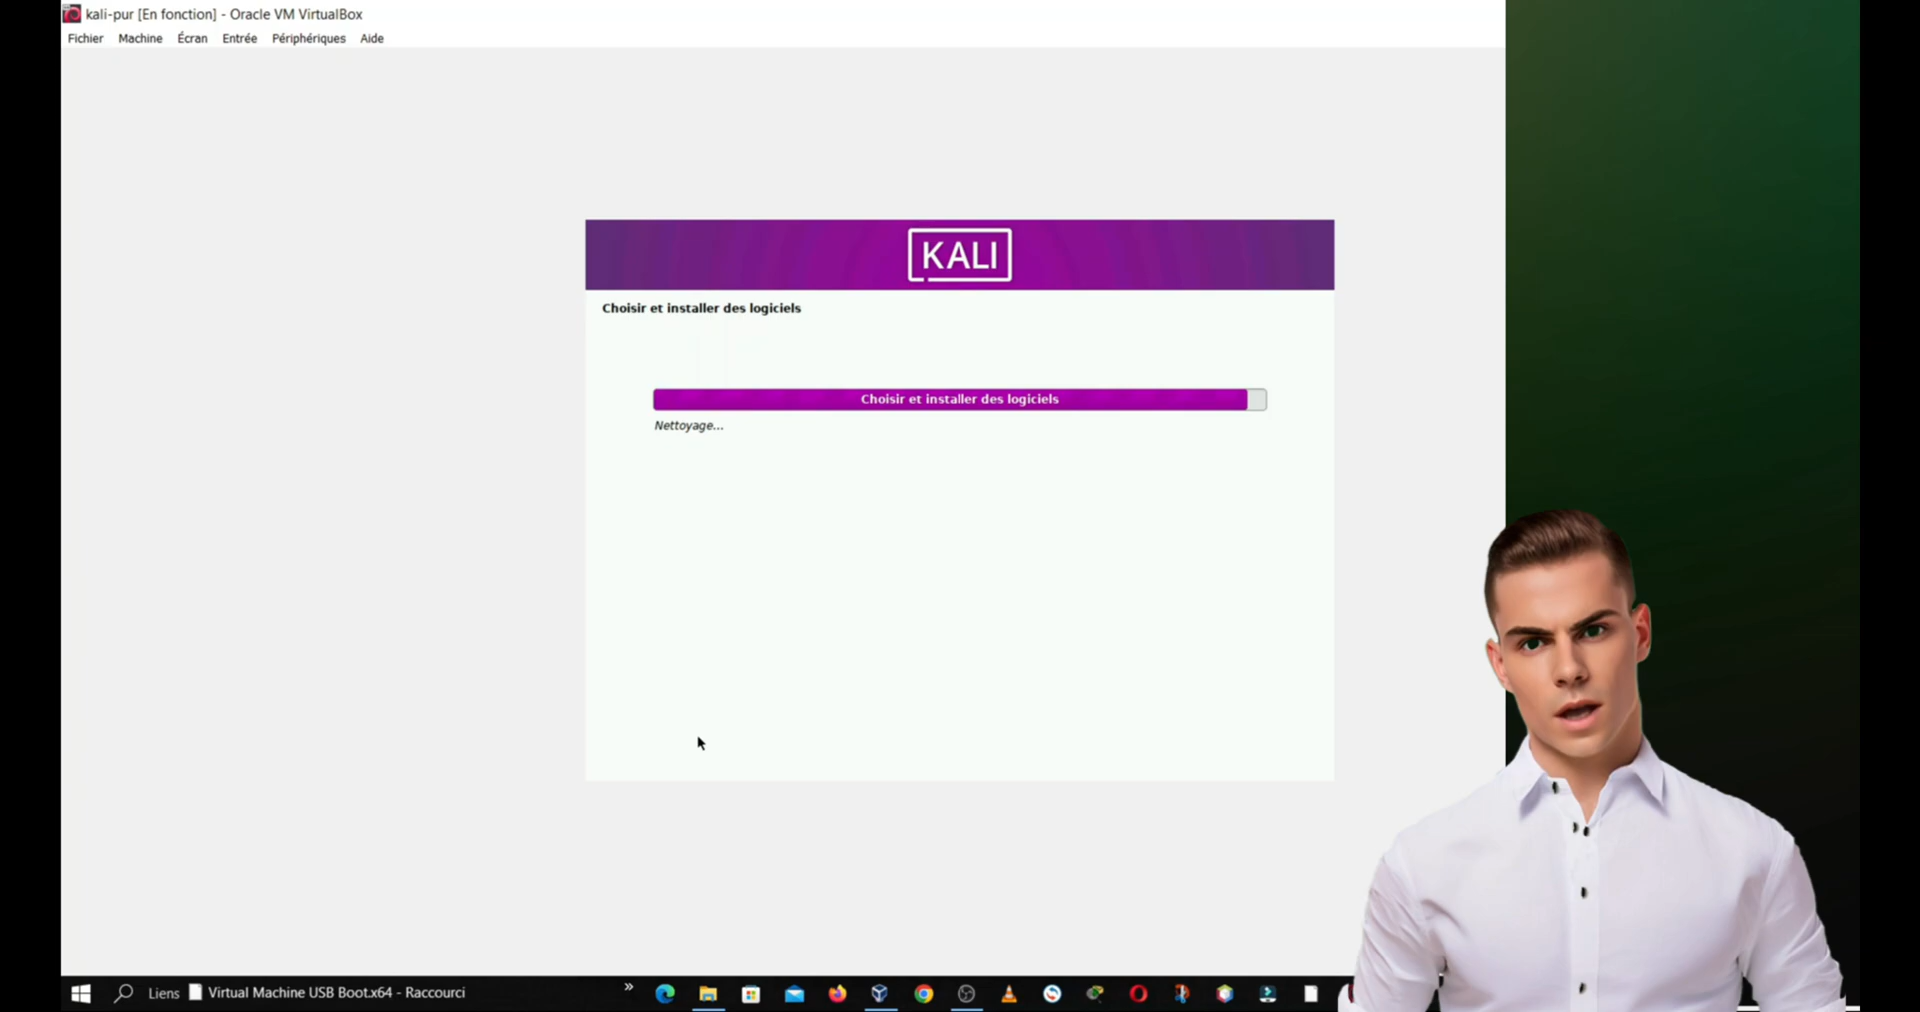 kali-pur [En fonction] - Oracle VM VirtualBox
Fichier Machine Écran Entrée Périphériques Aide
KALI
Choisir et installer des logiciels
Choisir et installer des logiciels
Nettoyage...
Liens Virtual Machine USB Boot.x64 - Raccourci »